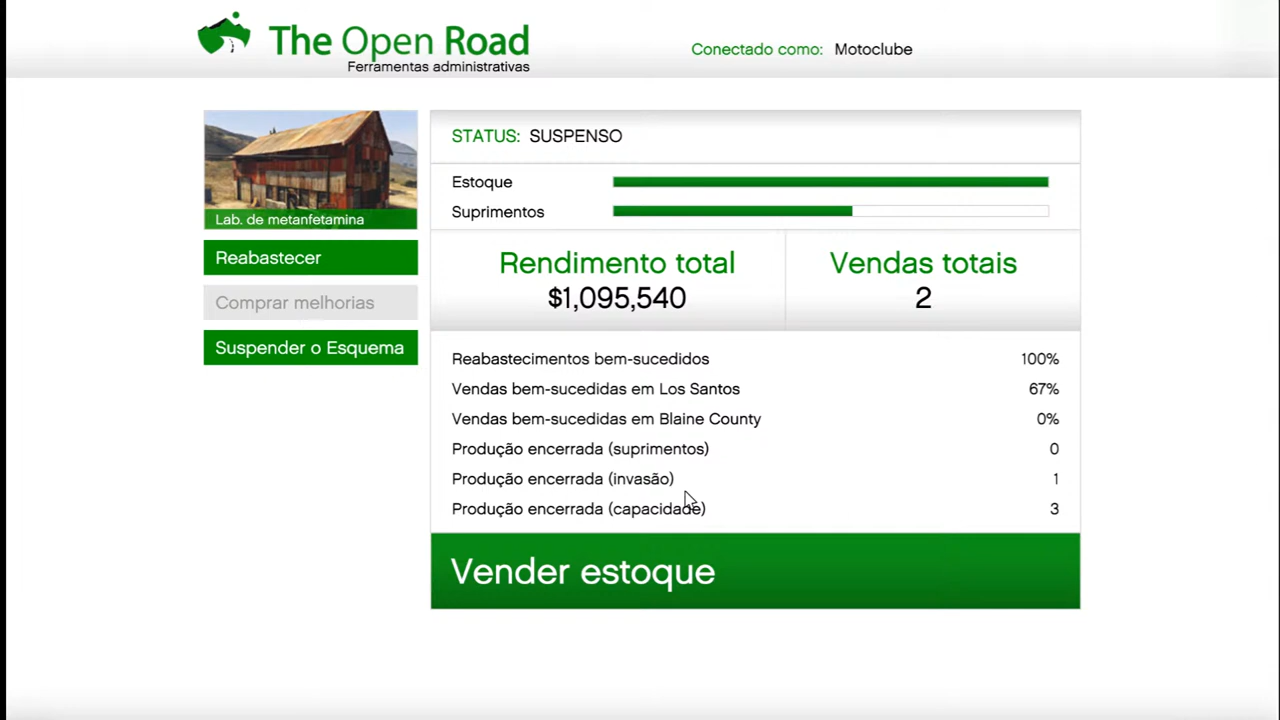 The Open Road
Ferramentas administrativas
Conectado como: Motoclube
Lab. de metanfetamina
Reabastecer
Comprar melhorias
Suspender o Esquema
STATUS: SUSPENSO
Estoque
Suprimentos
Rendimento total
$1,095,540
Vendas totais
2
Reabastecimentos bem-sucedidos 100%
Vendas bem-sucedidas em Los Santos 67%
Vendas bem-sucedidas em Blaine County 0%
Produção encerrada (suprimentos) 0
Produção encerrada (invasão) 1
Produção encerrada (capacidade) 3
Vender estoque